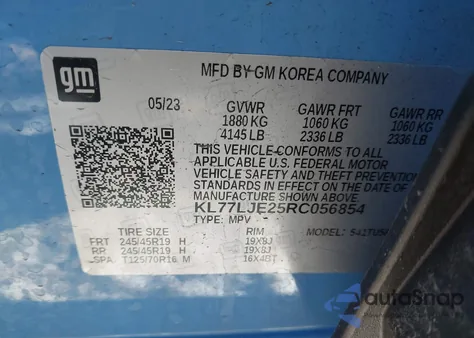 gm
MFD BY GM KOREA COMPANY
05/23 GVWR GAWR FRT GAWR RR
1880 KG 1060 KG 1060 KG
4145 LB 2336 LB 2336 LB
THIS VEHICLE CONFORMS TO ALL
APPLICABLE U.S. FEDERAL MOTOR
VEHICLE SAFETY AND THEFT PREVENTION
STANDARDS IN EFFECT ON THE DATE OF
MANUFACTURE SHOWN ABOVE.
KL77LJE25RC056854
TYPE: MPV MODEL:
TIRE SIZE RIM
FRT 245/45R19 H 19X8J
RR 245/45R19 H 19X8J
SPA T125/70R16 M 16X4BT
autoSnap